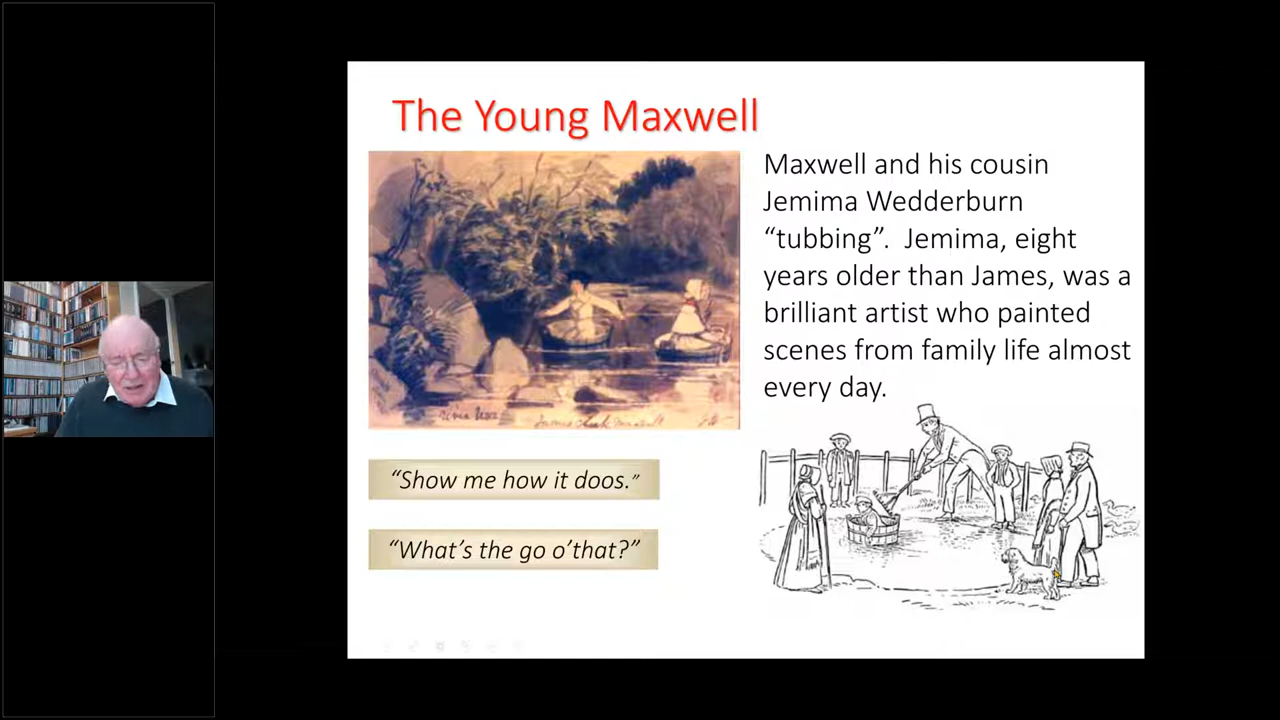 The Young Maxwell
Maxwell and his cousin
Jemima Wedderburn
“tubbing”.  Jemima, eight
years older than James, was a
brilliant artist who painted
scenes from family life almost
every day.
“Show me how it doos.”
“What’s the go o’that?”